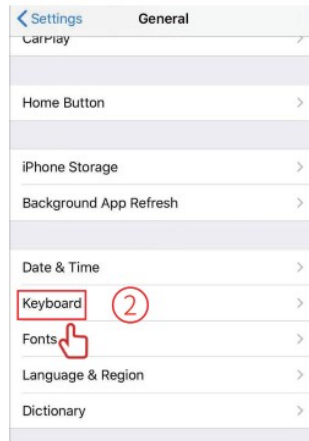 Settings General
CarPlay
Home Button
iPhone Storage
Background App Refresh
Date & Time
Keyboard ②
Fonts
Language & Region
Dictionary